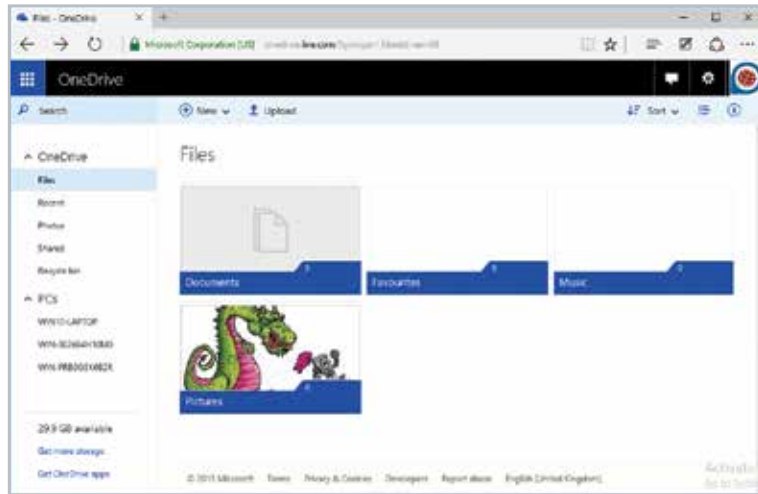 Files - OneDrive
Microsoft Corporation [US]
OneDrive
Search
New
Upload
Sort
OneDrive
Files
Recent
Photos
Shared
Recycle bin
PCs
WIN10-LAPTOP
29.9 GB available
Get more storage
Get OneDrive apps
Files
Documents
Favourites
Music
Pictures
© 2015 Microsoft Terms Privacy & Cookies Developers Report abuse English (United Kingdom)